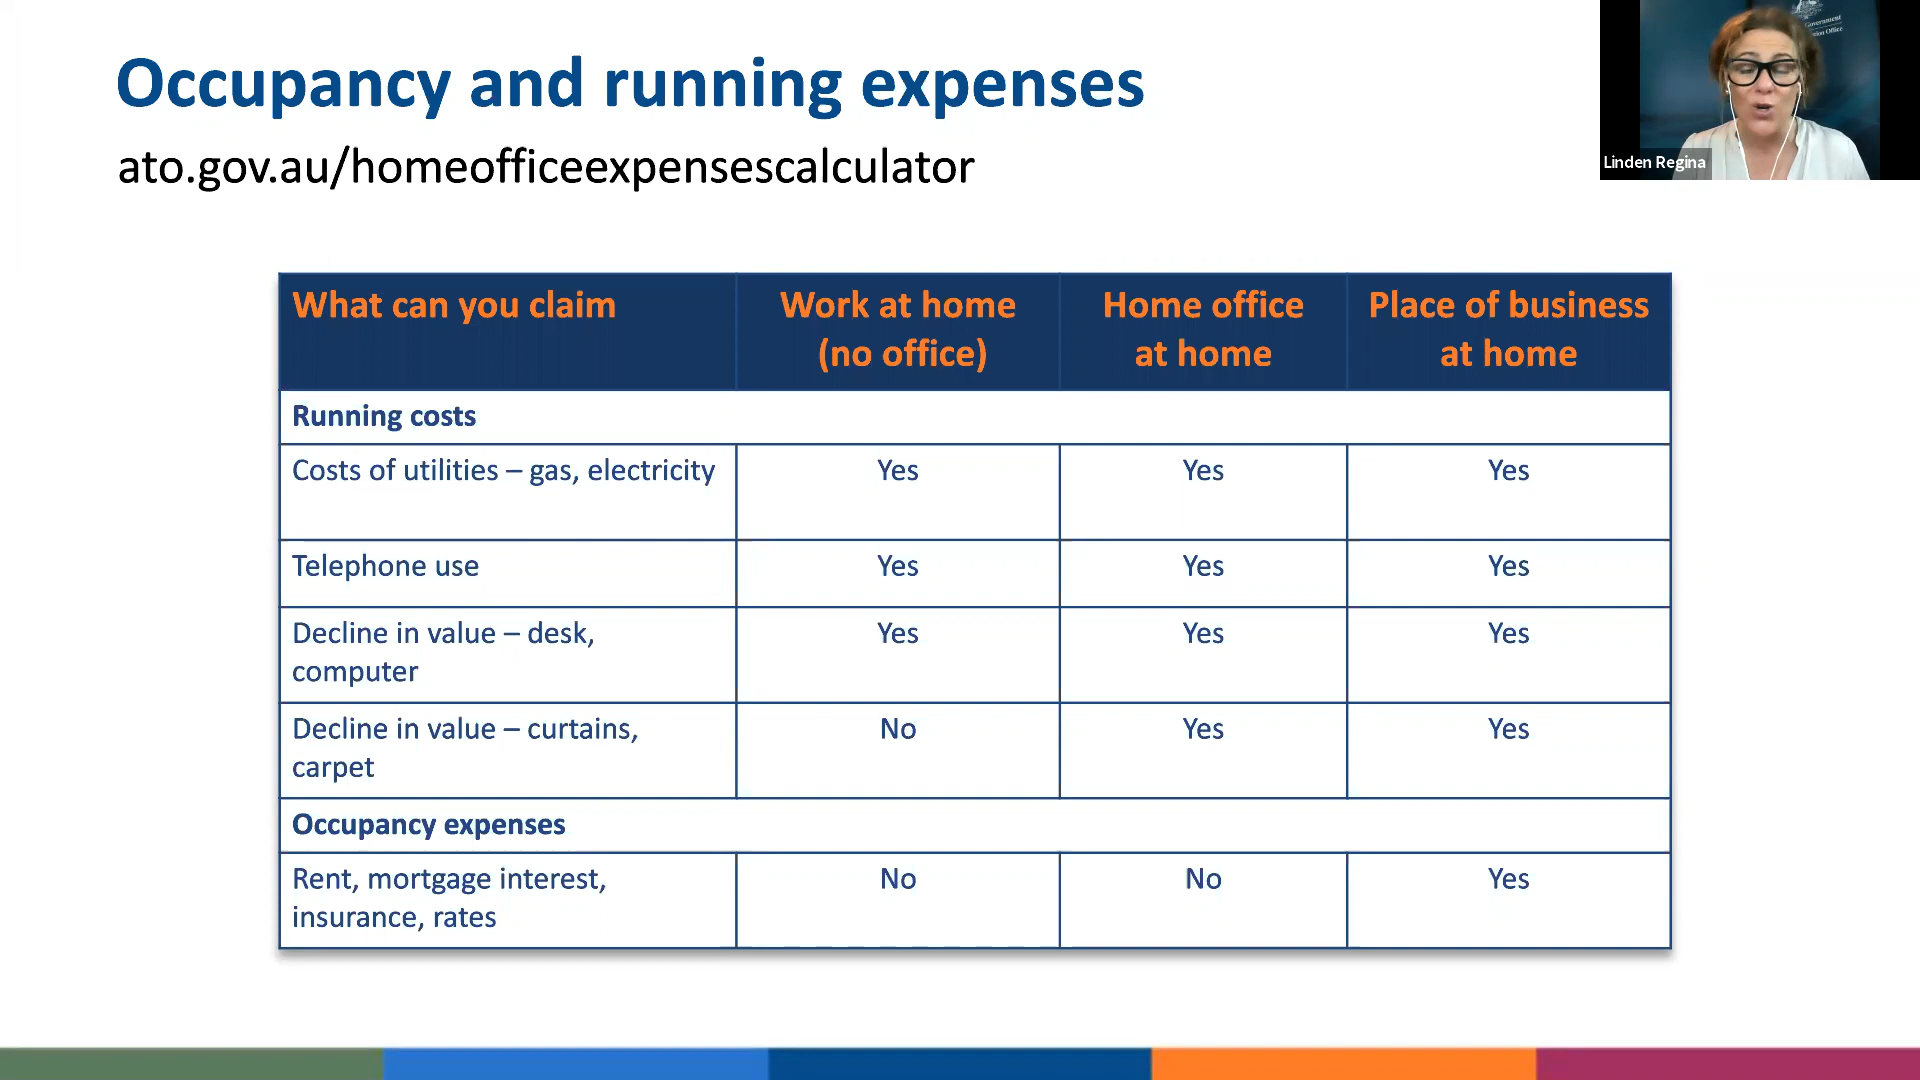 Occupancy and running expenses
ato.gov.au/homeofficeexpensescalculator
Government
Linden Regina
What can you claim
Work at home
(no office)
Home office
at home
Place of business
at home
Running costs
Costs of utilities – gas, electricity
Yes
Yes
Yes
Telephone use
Yes
Yes
Yes
Decline in value – desk,
computer
Yes
Yes
Yes
Decline in value – curtains,
carpet
No
Yes
Yes
Occupancy expenses
Rent, mortgage interest,
insurance, rates
No
No
Yes